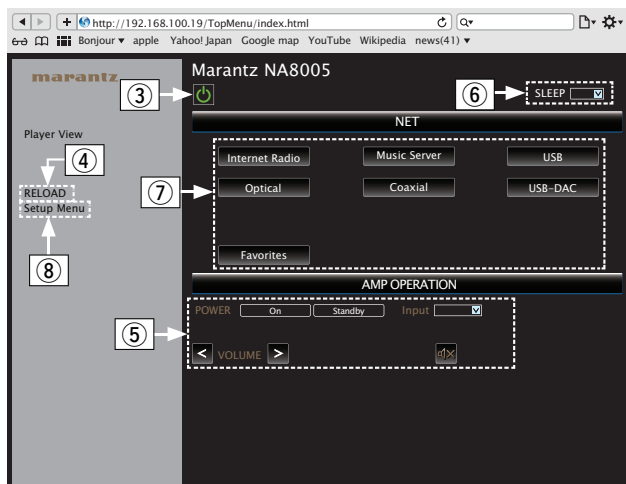 http://192.168.100.19/TopMenu/index.html
Bonjour ▾ apple Yahoo! Japan Google map YouTube Wikipedia news(41) ▾
marantz
Marantz NA8005
③
⑥
SLEEP
NET
Player View
④
RELOAD
Setup Menu
⑧
⑦
Internet Radio Music Server USB
Optical Coaxial USB-DAC
Favorites
AMP OPERATION
⑤
POWER On Standby Input
< VOLUME >